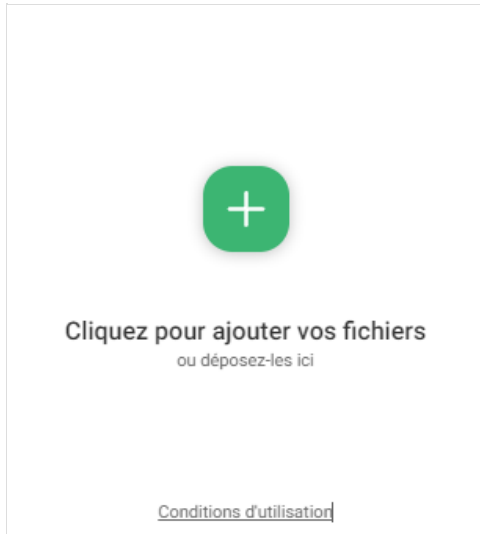 Cliquez pour ajouter vos fichiers
ou déposez-les ici
Conditions d'utilisation